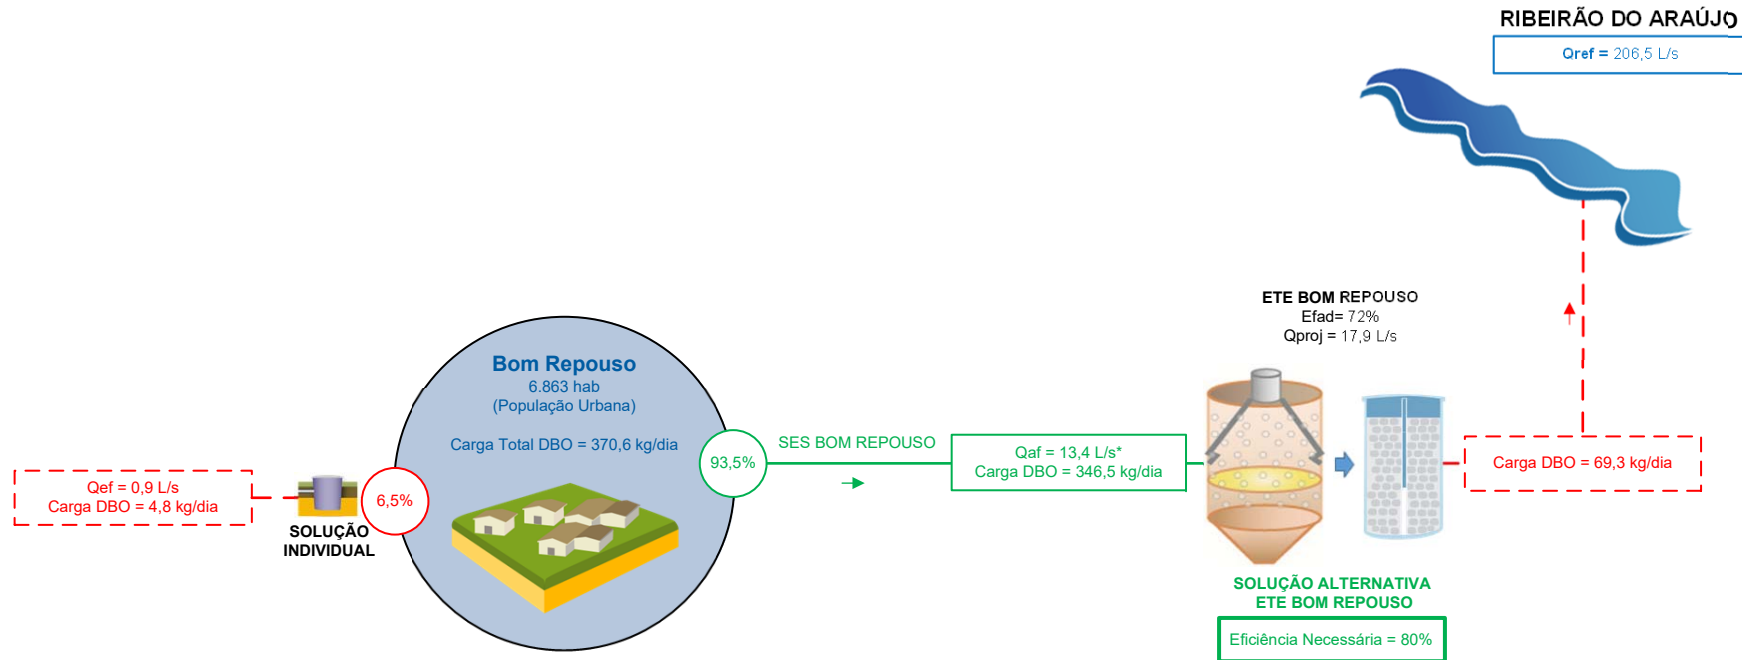 RIBEIRÃO DO ARAÚJO
Qref = 206,5 L/s
ETE BOM REPOUSO
Efad= 72%
Qproj = 17,9 L/s
Bom Repouso
6.863 hab
(População Urbana)
Carga Total DBO = 370,6 kg/dia
93,5%
SES BOM REPOUSO
Qaf = 13,4 L/s*
Carga DBO = 346,5 kg/dia
Carga DBO = 69,3 kg/dia
Qef = 0,9 L/s
Carga DBO = 4,8 kg/dia
6,5%
SOLUÇÃO
INDIVIDUAL
SOLUÇÃO ALTERNATIVA
ETE BOM REPOUSO
Eficiência Necessária = 80%